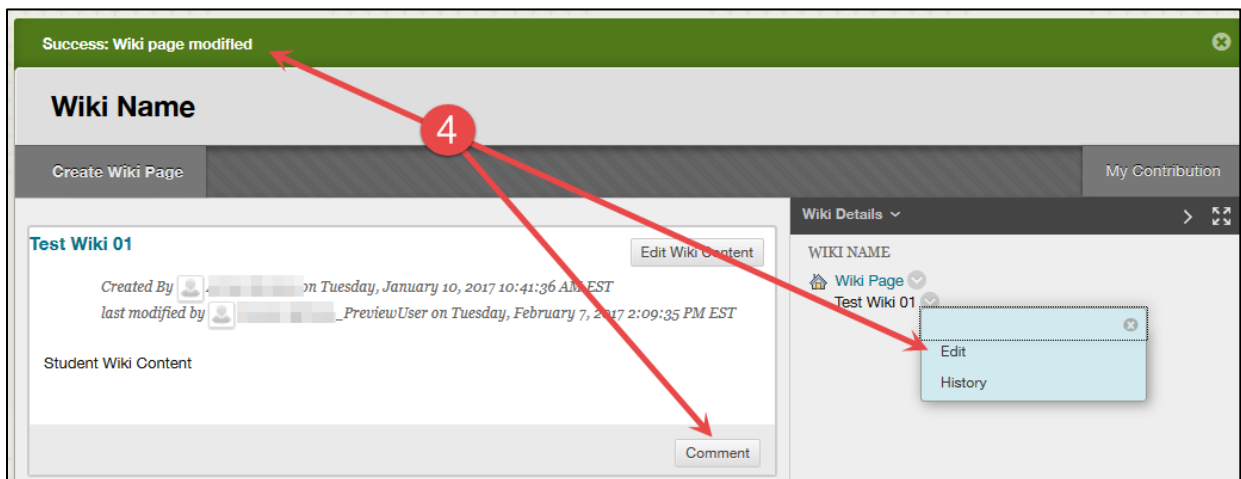 Success: Wiki page modified
Wiki Name
4
Create Wiki Page
My Contribution
Wiki Details
Test Wiki 01
Edit Wiki Content
Created By on Tuesday, January 10, 2017 10:41:36 AM EST
last modified by _PreviewUser on Tuesday, February 7, 2017 2:09:35 PM EST
Student Wiki Content
Comment
WIKI NAME
Wiki Page
Test Wiki 01
Edit
History